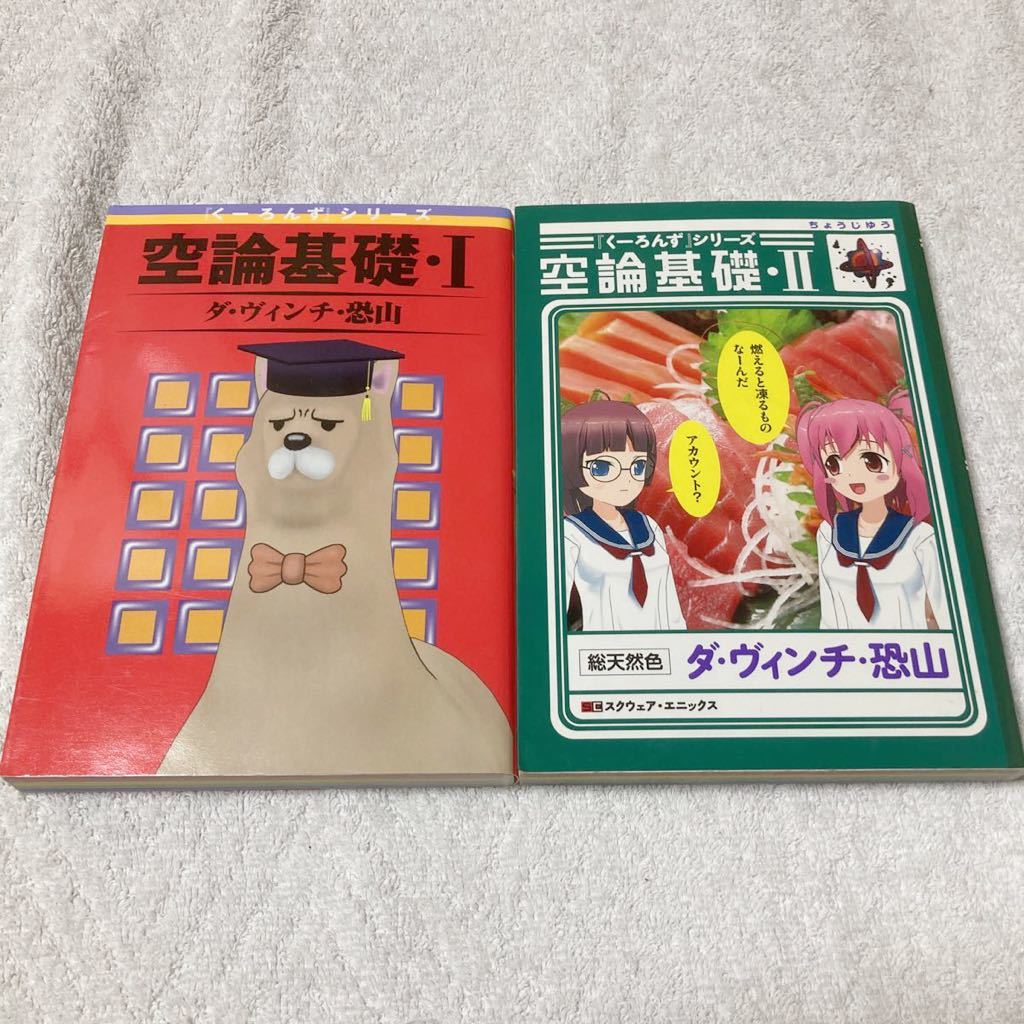 『くーろんず』シリーズ
空論基礎・I
ダ・ヴィンチ・恐山
ちょうじゆう
『くーろんず』シリーズ
空論基礎・II
燃えると凍るもの
なーんだ
アカウント?
総天然色
ダ・ヴィンチ・恐山
SE スクウェア・エニックス